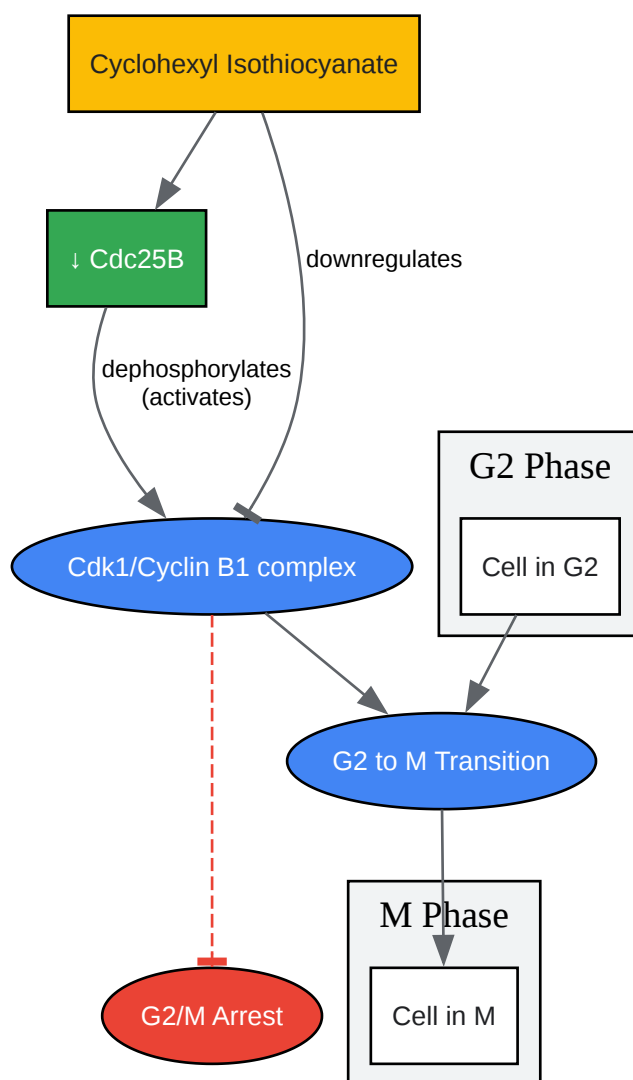 Cyclohexyl Isothiocyanate
↓ Cdc25B
downregulates
dephosphorylates
(activates)
G2 Phase
Cell in G2
Cdk1/Cyclin B1 complex
G2 to M Transition
M Phase
Cell in M
G2/M Arrest